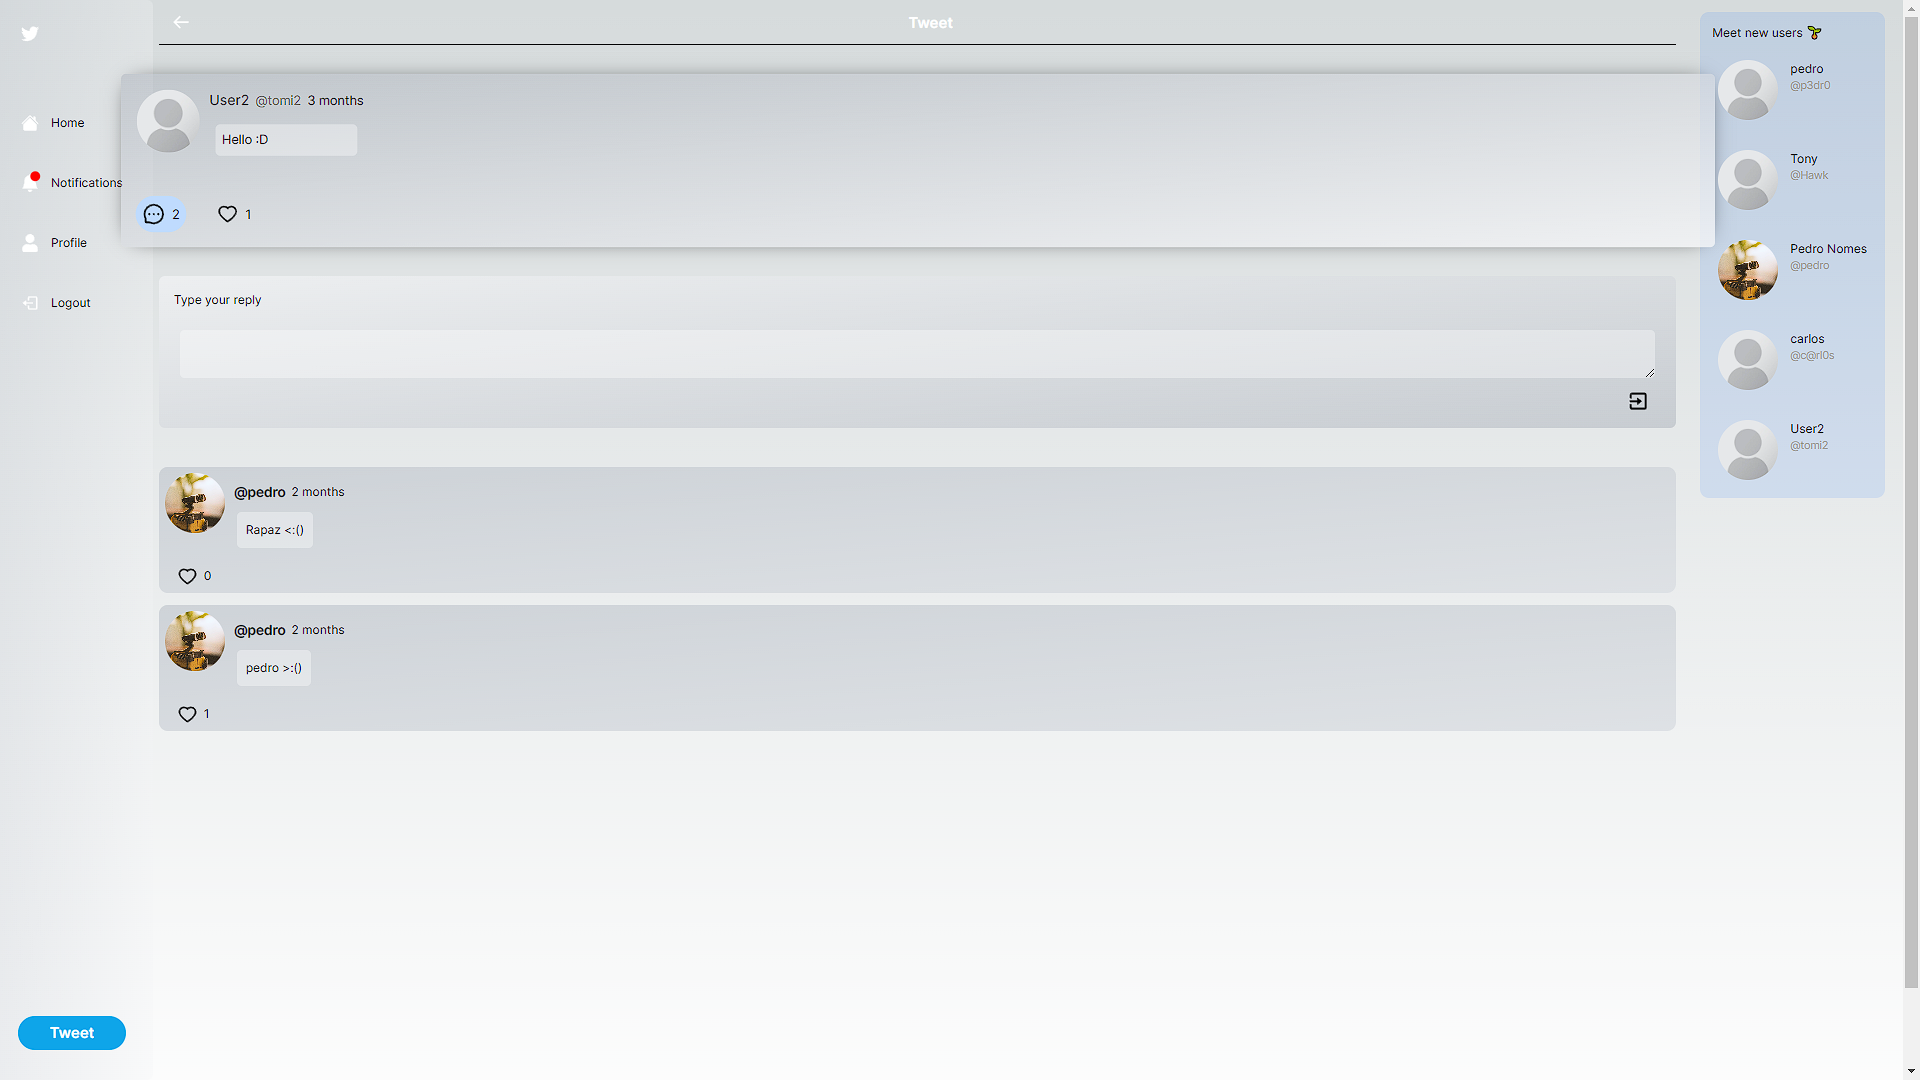 Tweet
Home
Notifications
Profile
Logout
Tweet
User2 @tomi2 3 months
Hello :D
2 1
Type your reply
@pedro 2 months
Rapaz <:()
0
@pedro 2 months
pedro >:()
1
Meet new users 🌱
pedro
@p3dr0
Tony
@Hawk
Pedro Nomes
@pedro
carlos
@c@rl0s
User2
@tomi2